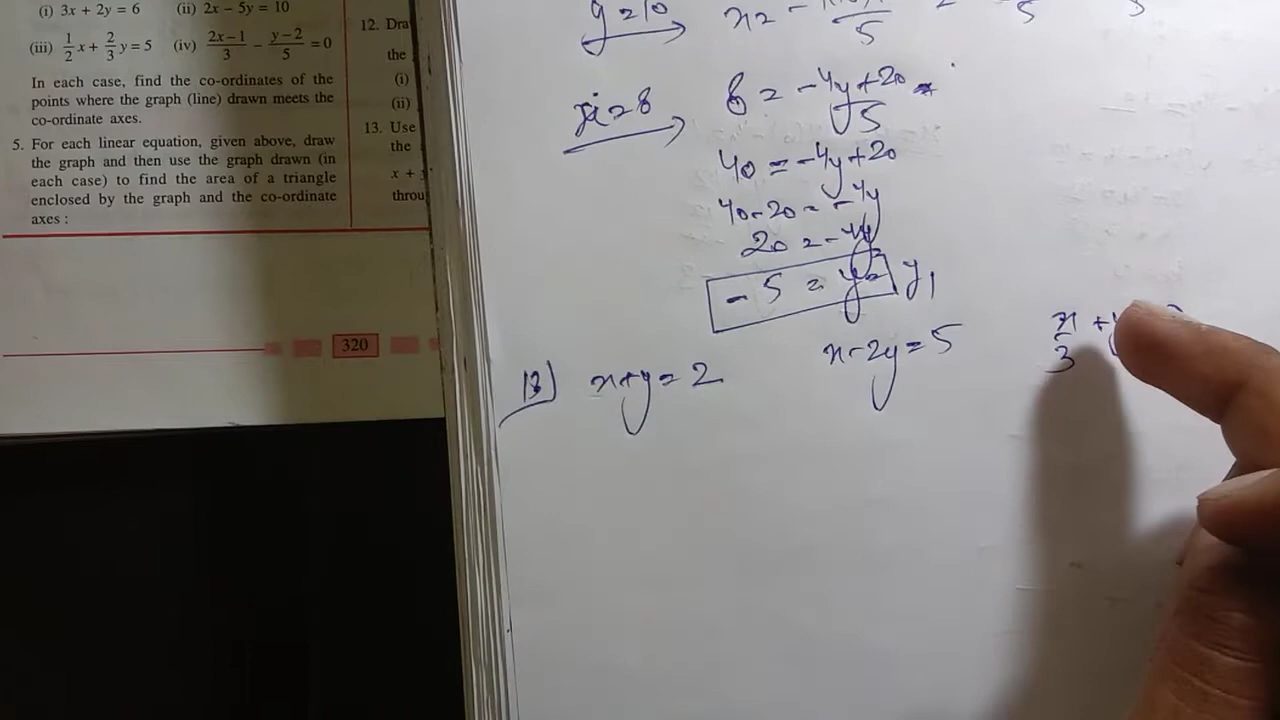 (i) 3x + 2y = 6 (ii) 2x – 5y = 10
(iii) 1/2 x + 2/3 y = 5 (iv) 2x–1/3 – y–2/5 = 0
In each case, find the co-ordinates of the
points where the graph (line) drawn meets the
co-ordinate axes.
5. For each linear equation, given above, draw
the graph and then use the graph drawn (in
each case) to find the area of a triangle
enclosed by the graph and the co-ordinate
axes :
12. Dra
the
(i)
(ii)
13. Use
the
x +
throu
320
y = 10
x = 8
8 = -4y+20/5
40 = -4y+20
40-20 = -4y
20 = -4y
-5 = y
13) x+y = 2 x-2y = 5 x/3 +